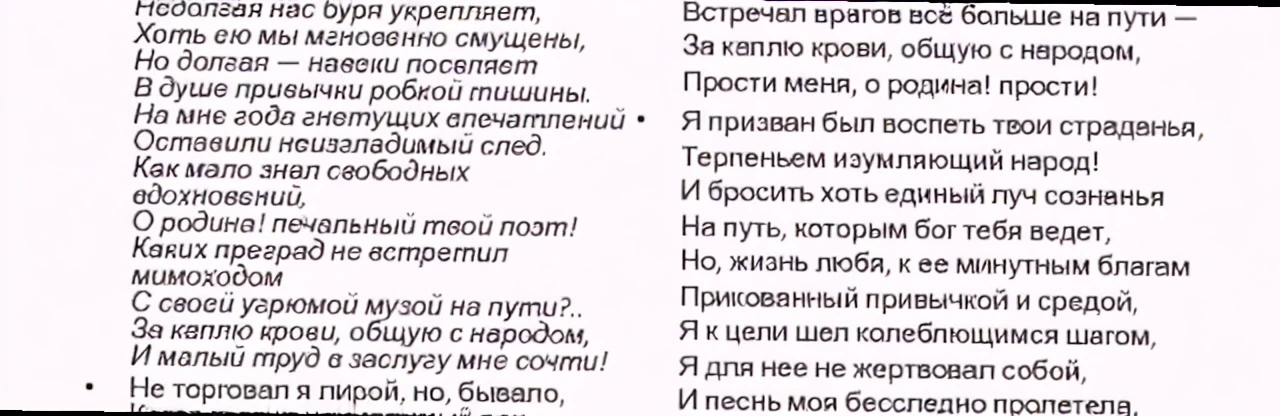 Недолгая нас буря укрепляет,
Хоть ею мы мгновенно смущены,
Но долгая — навеки поселяет
В душе привычки робкой тишины.
На мне года гнетущих впечатлений
Оставили неизгладимый след.
Как мало знал свободных
вдохновений,
О родина! печальный твой поэт!
Каких преград не встретил
мимоходом
С своей угрюмой музой на пути?..
За каплю крови, общую с народом,
И малый труд в заслугу мне сочти!
• Не торговал я лирой, но, бывало,
Встречал врагов всё больше на пути —
За каплю крови, общую с народом,
Прости меня, о родина! прости!
• Я призван был воспеть твои страданья,
Терпеньем изумляющий народ!
И бросить хоть единый луч сознанья
На путь, которым бог тебя ведет,
Но, жизнь любя, к ее минутным благам
Прикованный привычкой и средой,
Я к цели шел колеблющимся шагом,
Я для нее не жертвовал собой,
И песнь моя бесследно пролетела,